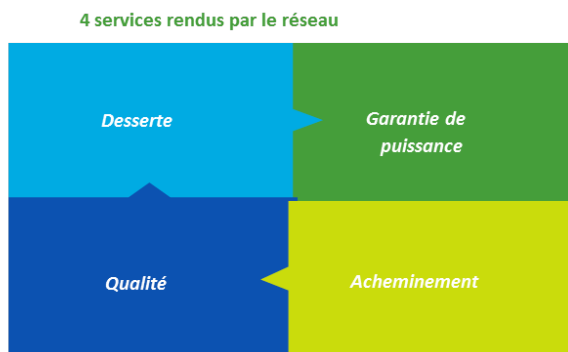 4 services rendus par le réseau
Desserte
Garantie de
puissance
Qualité
Acheminement